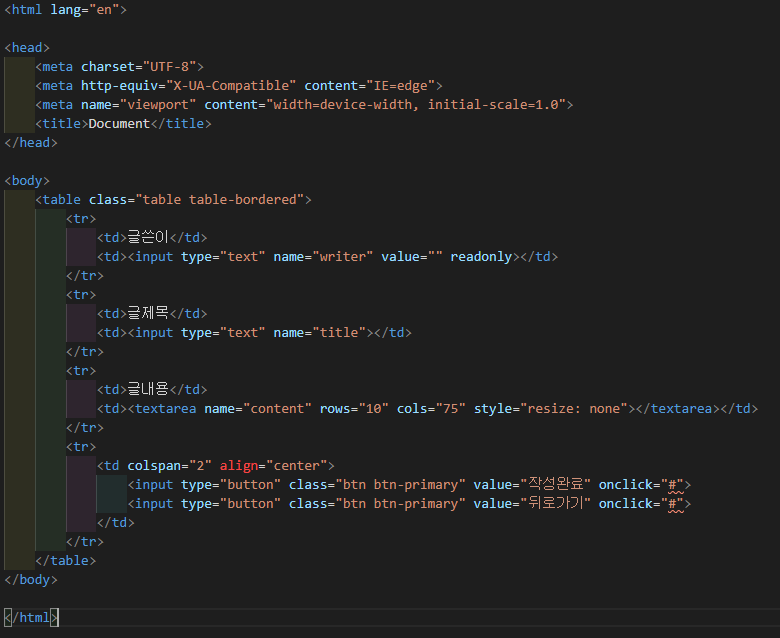 <html lang="en">
<head>
<meta charset="UTF-8">
<meta http-equiv="X-UA-Compatible" content="IE=edge">
<meta name="viewport" content="width=device-width, initial-scale=1.0">
<title>Document</title>
</head>
<body>
<table class="table table-bordered">
<tr>
<td>글쓴이</td>
<td><input type="text" name="writer" value="" readonly></td>
</tr>
<tr>
<td>글제목</td>
<td><input type="text" name="title"></td>
</tr>
<tr>
<td>글내용</td>
<td><textarea name="content" rows="10" cols="75" style="resize: none"></textarea></td>
</tr>
<tr>
<td colspan="2" align="center">
<input type="button" class="btn btn-primary" value="작성완료" onclick="#">
<input type="button" class="btn btn-primary" value="뒤로가기" onclick="#">
</td>
</tr>
</table>
</body>
</html>